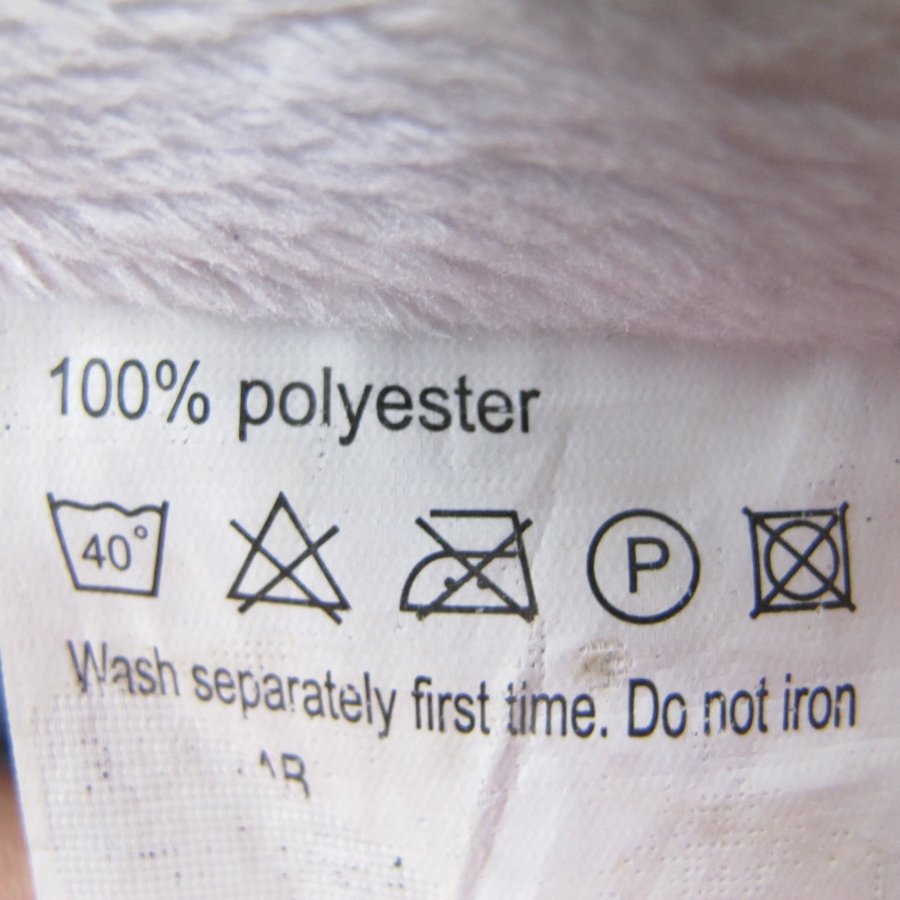 100% polyester
40°
P
Wash separately first time. Do not iron